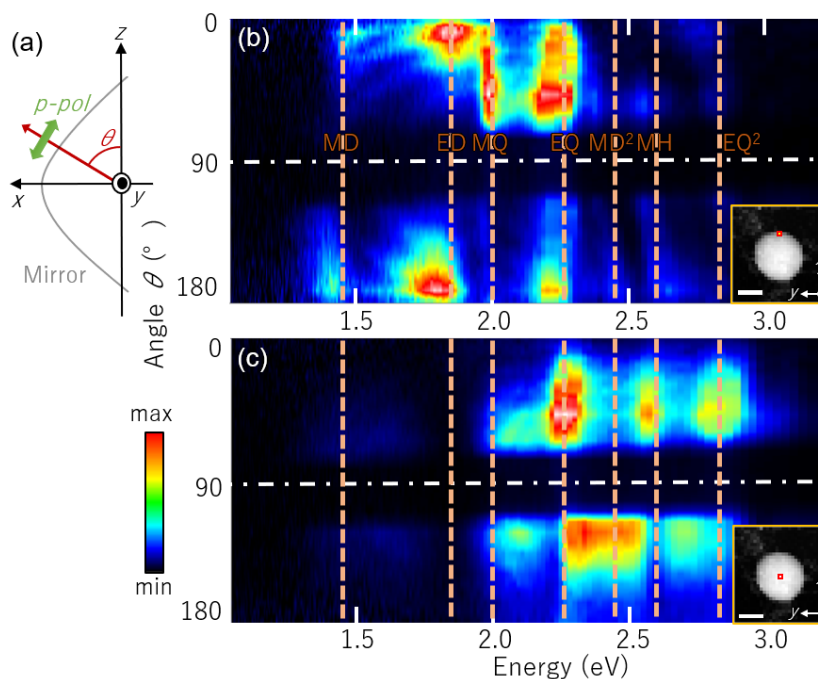 (a)
z
p-pol
θ
x
y
Mirror
Angle θ (°)
max
min
(b)
0
90
180
MD
ED
MQ
EQ
MD²
MH
EQ²
y
1.5
2.0
2.5
3.0
(c)
0
90
180
y
1.5
2.0
2.5
3.0
Energy (eV)